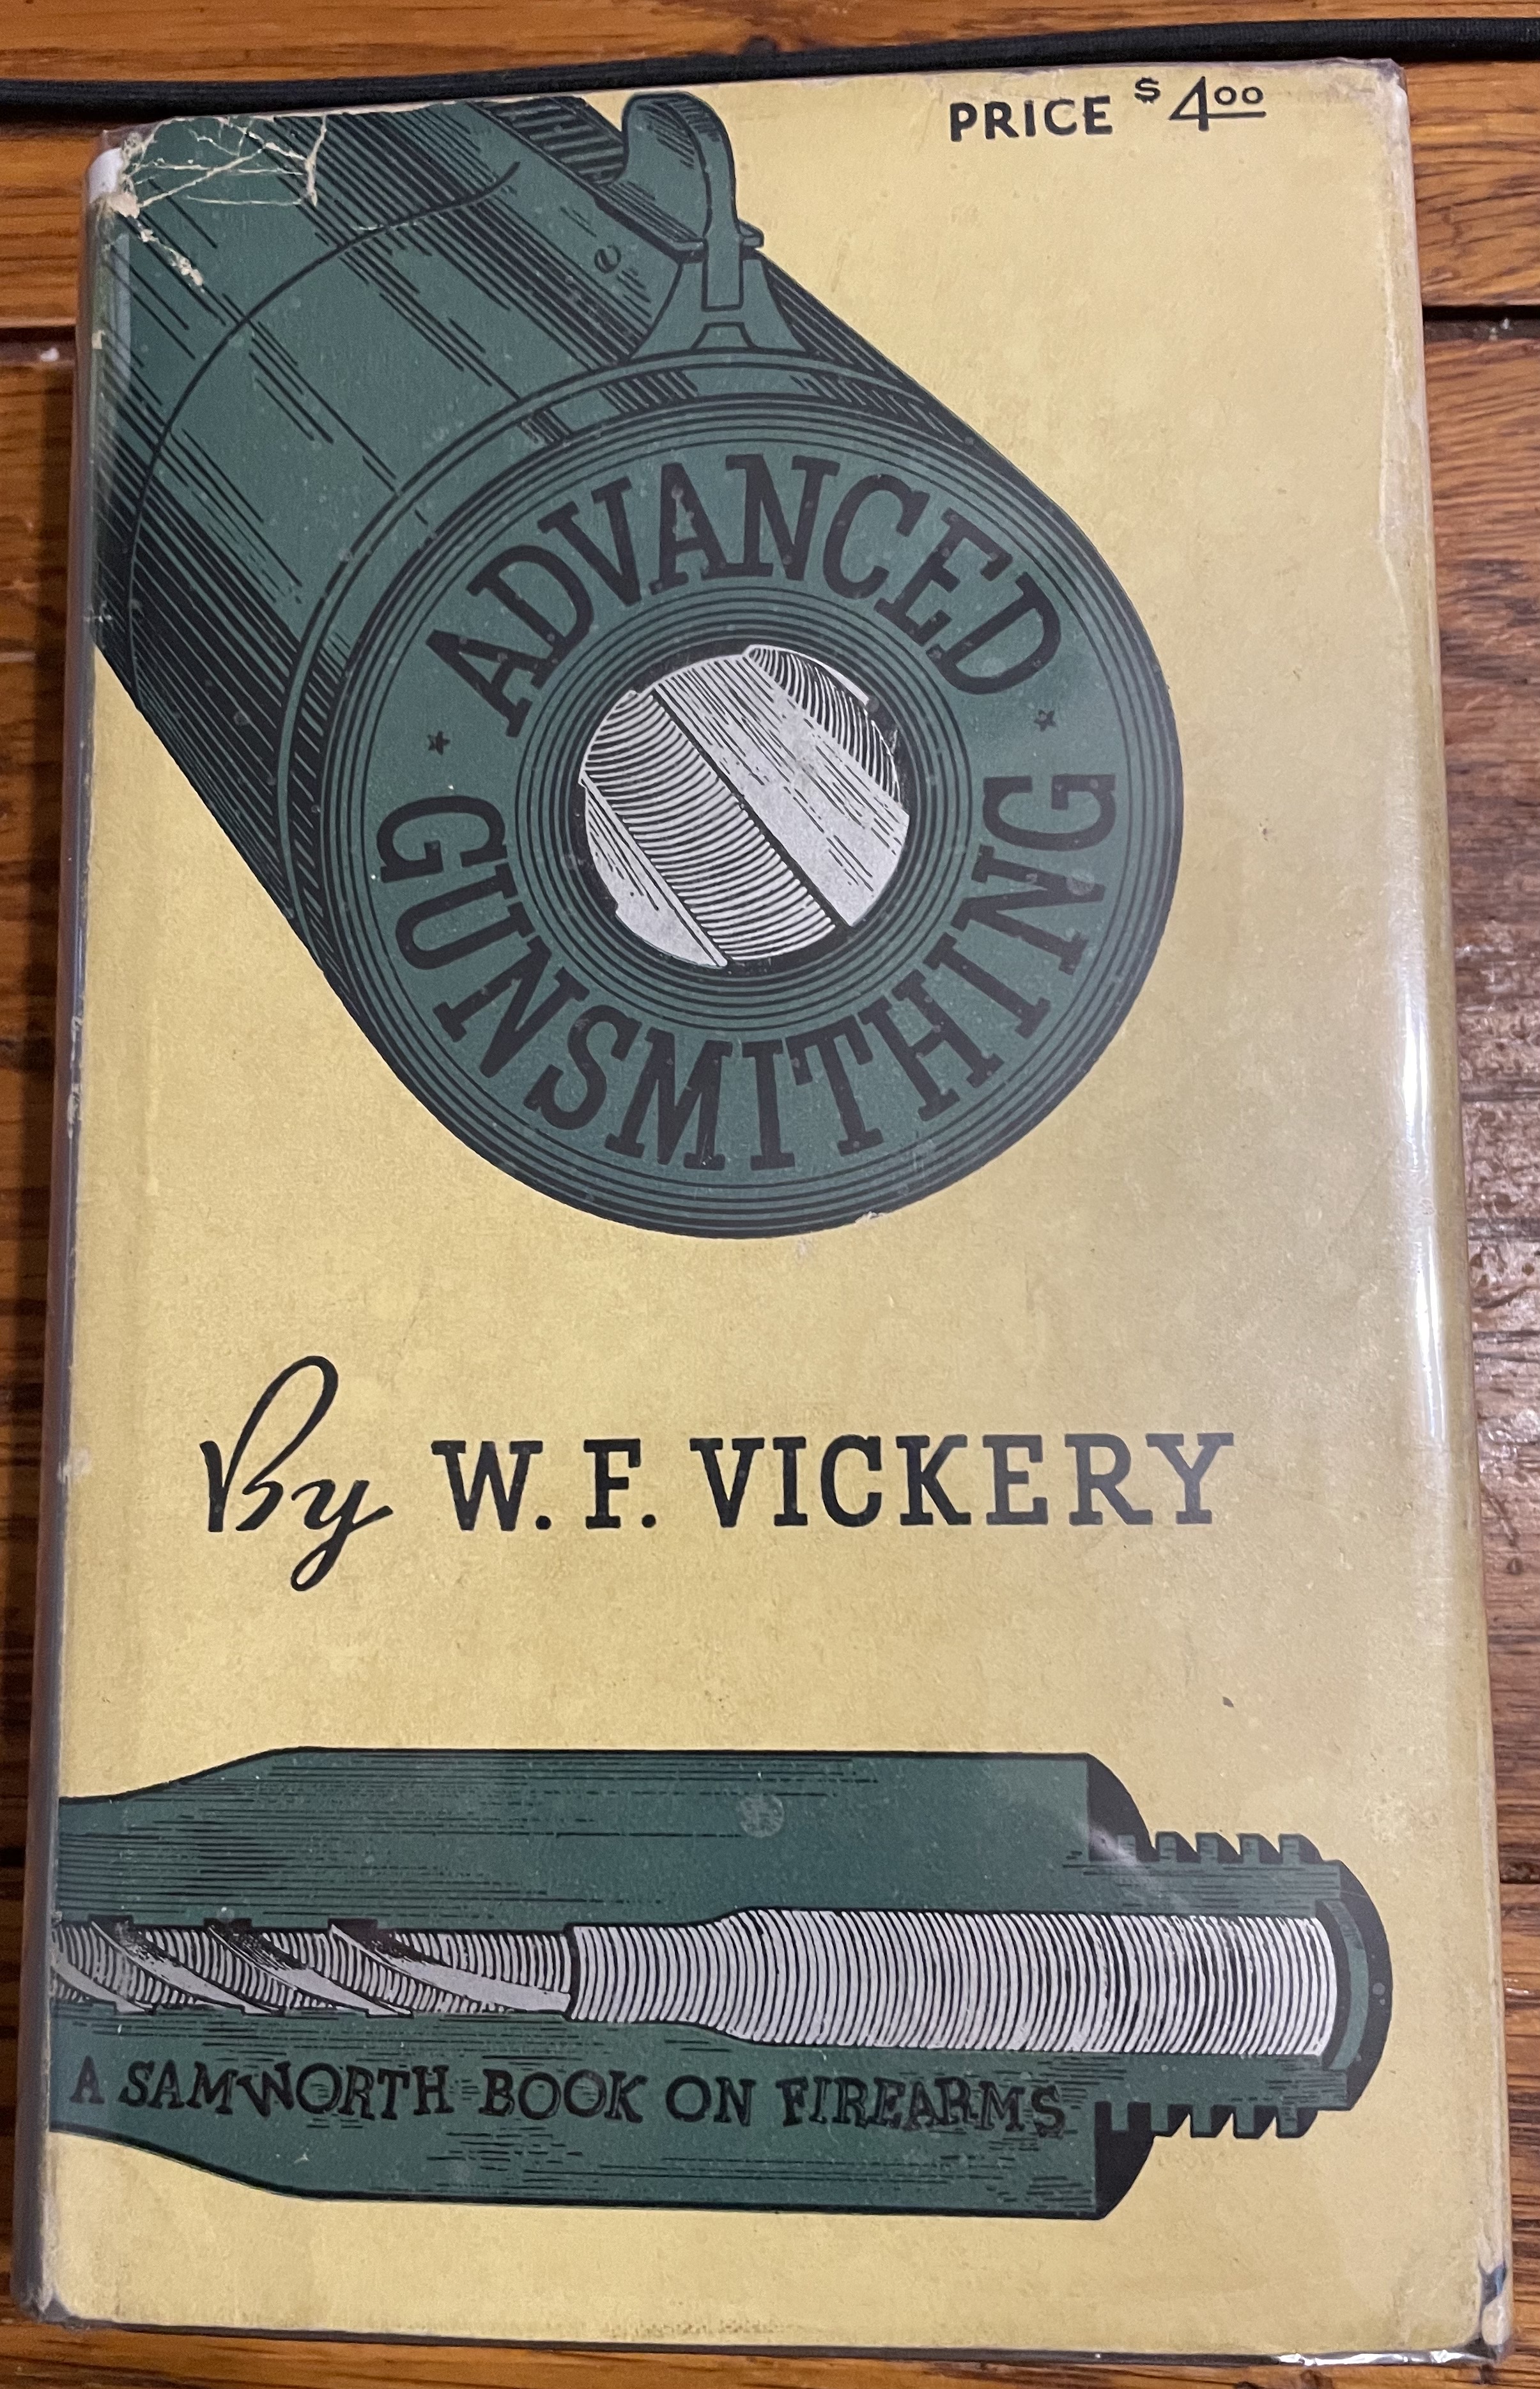 PRICE $4.00
ADVANCED
GUNSMITHING
By W. F. VICKERY
A SAMWORTH BOOK ON FIREARMS